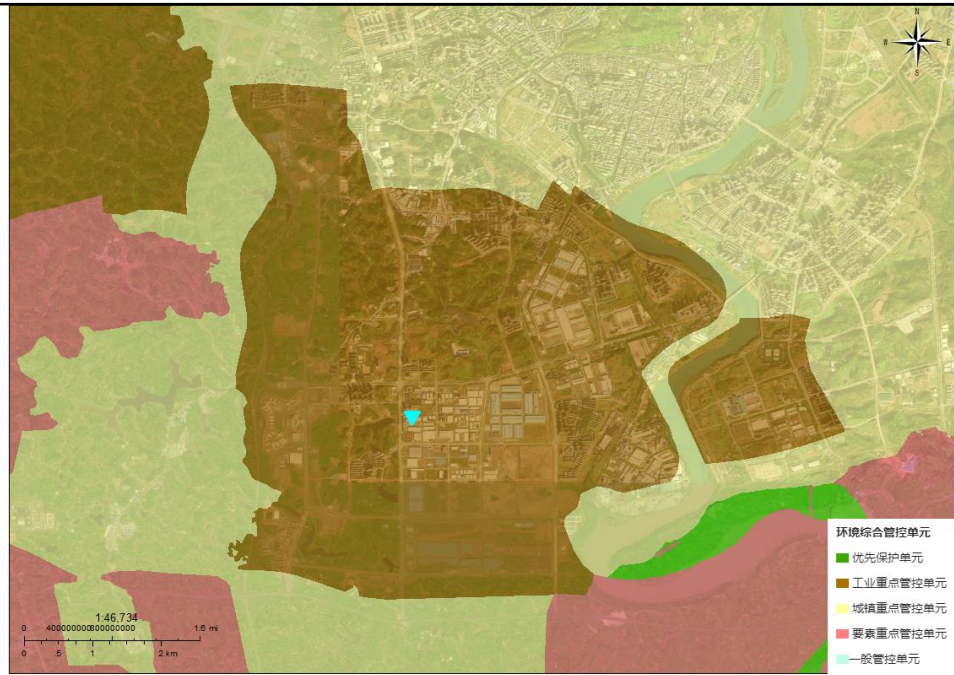 N
W
E
S
环境综合管控单元
优先保护单元
工业重点管控单元
城镇重点管控单元
要素重点管控单元
一般管控单元
1:46,734
0 .400000000800000000 1.6 mi
0 .5 1 2 km